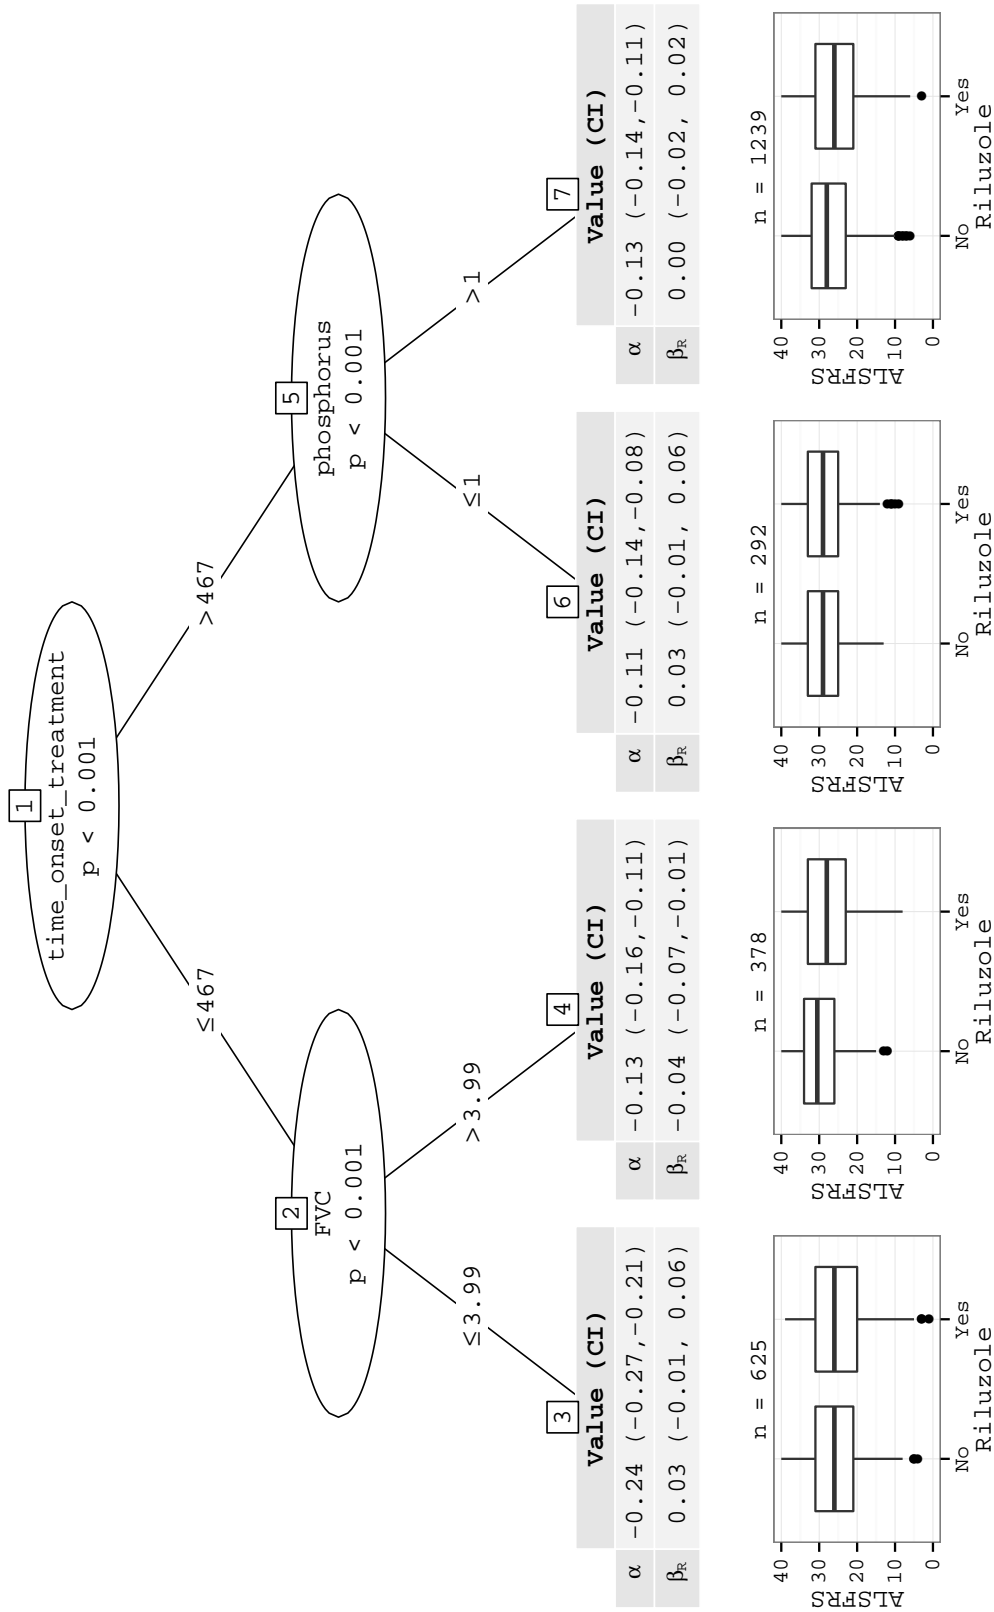 1
time_onset_treatment
p < 0.001
≤467
>467
2
FVC
p < 0.001
5
phosphorus
p < 0.001
≤3.99
>3.99
≤1
>1
3
Value (CI)
α −0.24 (−0.27,−0.21)
βR 0.03 (−0.01, 0.06)
4
Value (CI)
α −0.13 (−0.16,−0.11)
βR −0.04 (−0.07,−0.01)
6
Value (CI)
α −0.11 (−0.14,−0.08)
βR 0.03 (−0.01, 0.06)
7
Value (CI)
α −0.13 (−0.14,−0.11)
βR 0.00 (−0.02, 0.02)
n = 625
40
30
20
10
0
ALSFRS
No Yes
Riluzole
n = 378
40
30
20
10
0
ALSFRS
No Yes
Riluzole
n = 292
40
30
20
10
0
ALSFRS
No Yes
Riluzole
n = 1239
40
30
20
10
0
ALSFRS
No Yes
Riluzole